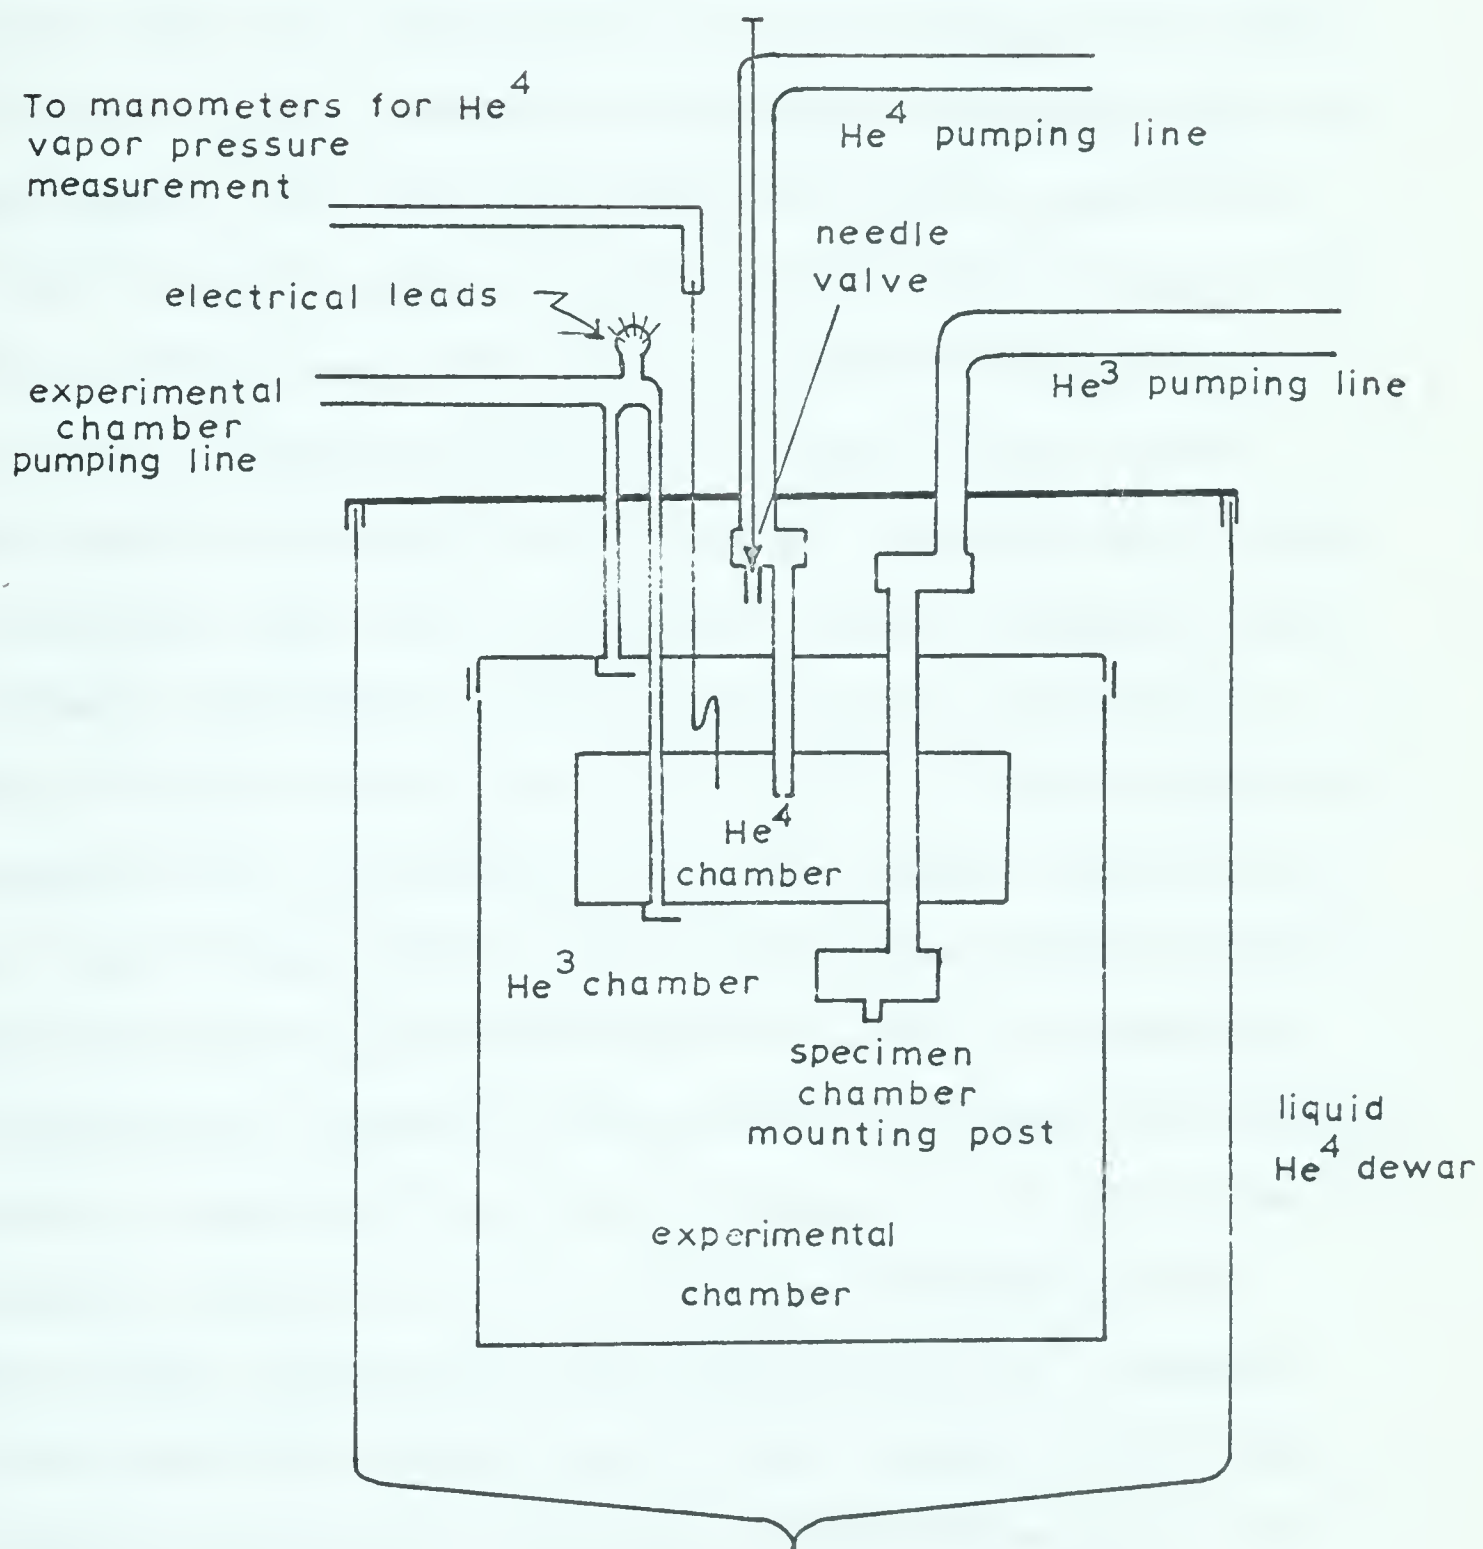 To manometers for He⁴
vapor pressure
measurement
He⁴ pumping line
needle
valve
electrical leads
He³ pumping line
experimental
chamber
pumping line
He⁴
chamber
He³ chamber
specimen
chamber
mounting post
liquid
He⁴ dewar
experimental
chamber